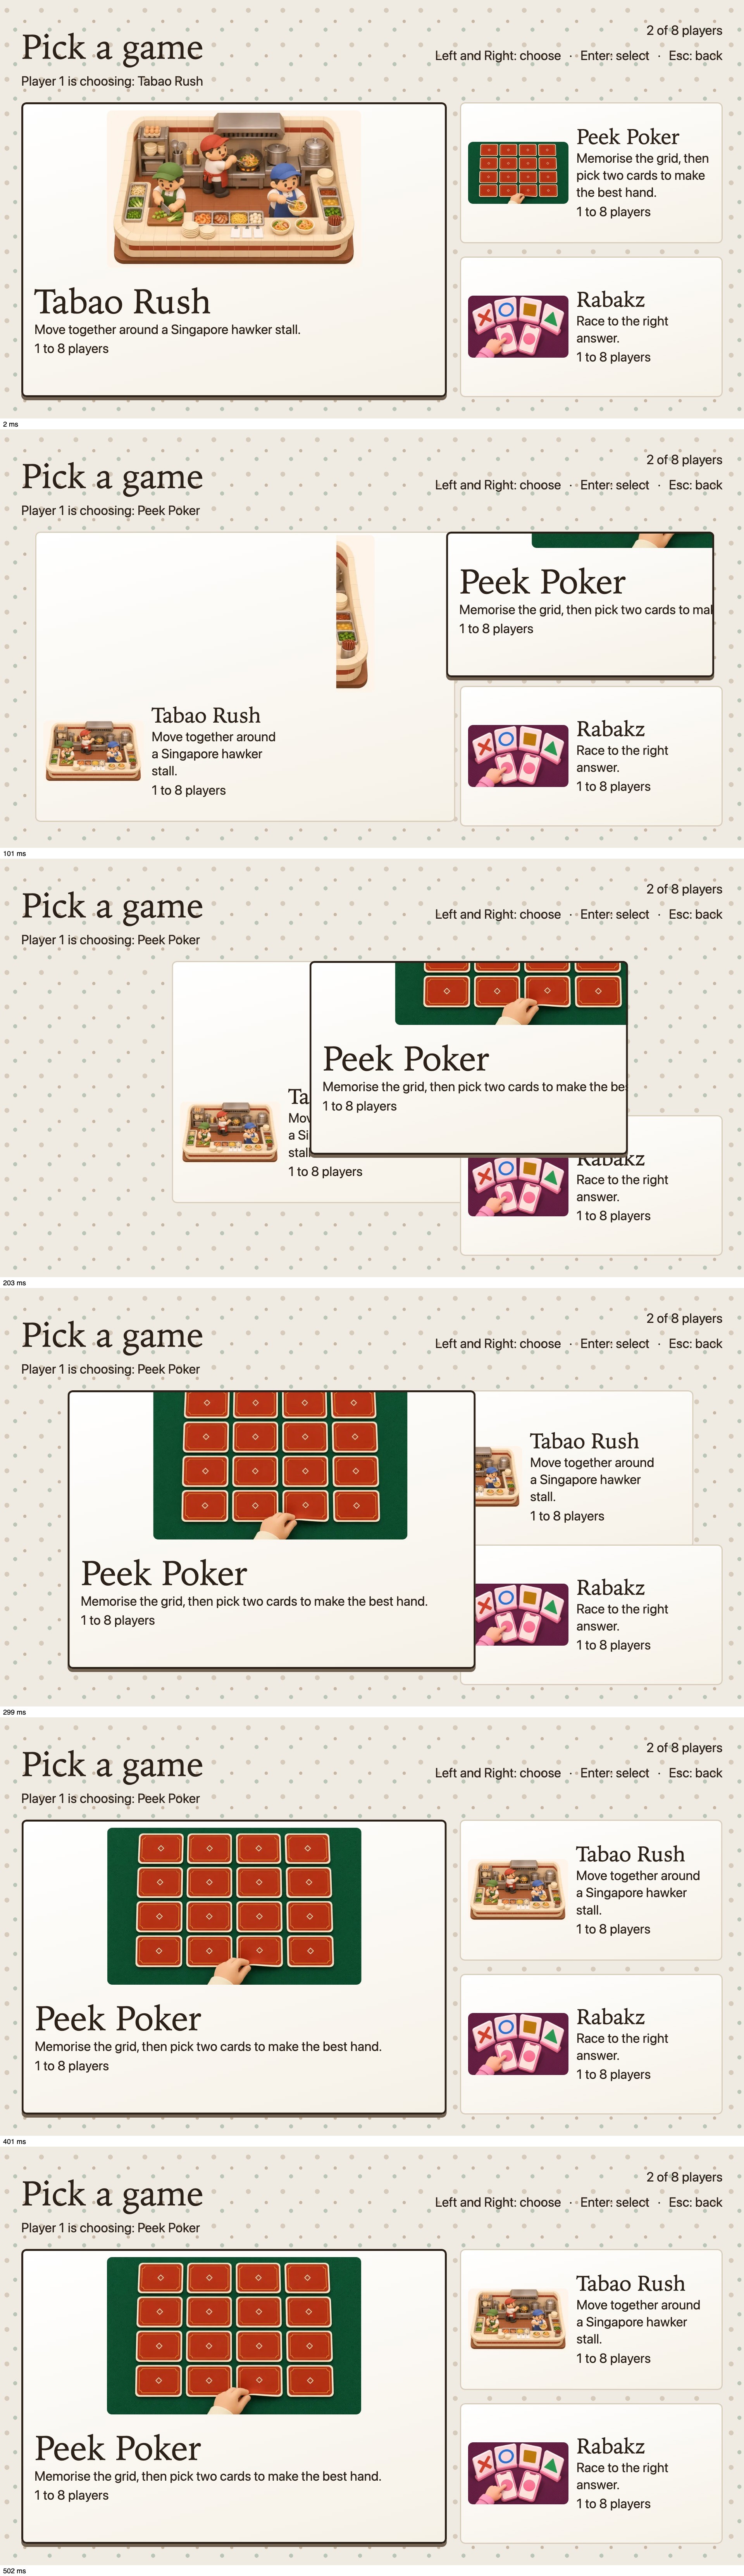 Pick a game
2 of 8 players
Left and Right: choose · Enter: select · Esc: back
Player 1 is choosing: Tabao Rush
Tabao Rush
Move together around a Singapore hawker stall.
1 to 8 players
Peek Poker
Memorise the grid, then
pick two cards to make
the best hand.
1 to 8 players
Rabakz
Race to the right
answer.
1 to 8 players
2 ms
Pick a game
2 of 8 players
Left and Right: choose · Enter: select · Esc: back
Player 1 is choosing: Peek Poker
Tabao Rush
Move together around
a Singapore hawker
stall.
1 to 8 players
Peek Poker
Memorise the grid, then pick two cards to mal
1 to 8 players
Rabakz
Race to the right
answer.
1 to 8 players
101 ms
Pick a game
2 of 8 players
Left and Right: choose · Enter: select · Esc: back
Player 1 is choosing: Peek Poker
Ta
Mov
a Si
stall
1 to 8 players
Peek Poker
Memorise the grid, then pick two cards to make the be
1 to 8 players
Rabakz
Race to the right
answer.
1 to 8 players
203 ms
Pick a game
2 of 8 players
Left and Right: choose · Enter: select · Esc: back
Player 1 is choosing: Peek Poker
Peek Poker
Memorise the grid, then pick two cards to make the best hand.
1 to 8 players
Tabao Rush
Move together around
a Singapore hawker
stall.
1 to 8 players
Rabakz
Race to the right
answer.
1 to 8 players
299 ms
Pick a game
2 of 8 players
Left and Right: choose · Enter: select · Esc: back
Player 1 is choosing: Peek Poker
Peek Poker
Memorise the grid, then pick two cards to make the best hand.
1 to 8 players
Tabao Rush
Move together around
a Singapore hawker
stall.
1 to 8 players
Rabakz
Race to the right
answer.
1 to 8 players
401 ms
Pick a game
2 of 8 players
Left and Right: choose · Enter: select · Esc: back
Player 1 is choosing: Peek Poker
Peek Poker
Memorise the grid, then pick two cards to make the best hand.
1 to 8 players
Tabao Rush
Move together around
a Singapore hawker
stall.
1 to 8 players
Rabakz
Race to the right
answer.
1 to 8 players
502 ms